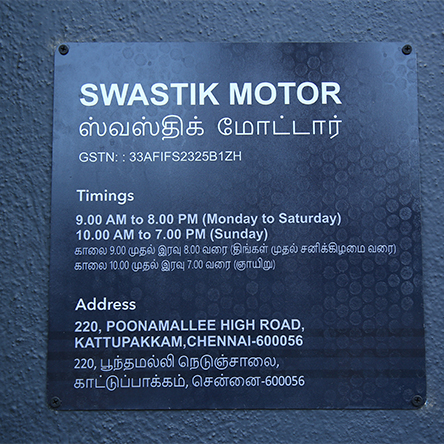 SWASTIK MOTOR
ஸ்வஸ்திக் மோட்டார்
GSTN: : 33AFIFS2325B1ZH
Timings
9.00 AM to 8.00 PM (Monday to Saturday)
10.00 AM to 7.00 PM (Sunday)
காலை 9.00 முதல் இரவு 8.00 வரை (திங்கள் முதல் சனிக்கிழமை வரை)
காலை 10.00 முதல் இரவு 7.00 வரை (ஞாயிறு)
Address
220, POONAMALLEE HIGH ROAD,
KATTUPAKKAM,CHENNAI-600056
220, பூந்தமல்லி நெடுஞ்சாலை,
காட்டுப்பாக்கம், சென்னை-600056